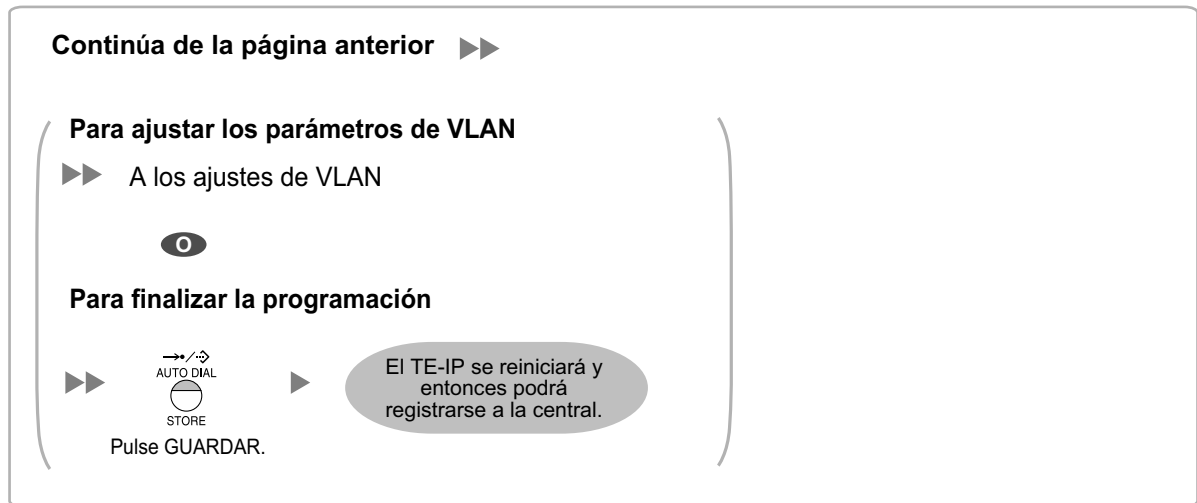 Continúa de la página anterior
Para ajustar los parámetros de VLAN
A los ajustes de VLAN
O
Para finalizar la programación
AUTO DIAL
STORE
Pulse GUARDAR.
El TE-IP se reiniciará y
entonces podrá
registrarse a la central.